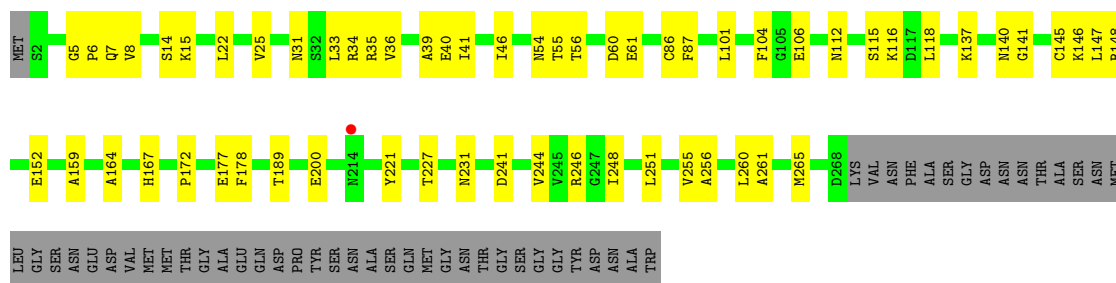 MET S2 G5 P6 Q7 V8 S14 K15 L22 V25 N31 S32 L33 R34 R35 V36 A39 E40 I41 I46 N54 T55 T56 D60 E61 C86 F87 L101 F104 G105 E106 N112 S115 K116 D117 L118 K137 N140 G141 C145 K146 L147 R148
E152 A159 A164 H167 P172 E177 F178 T189 E200 N214 Y221 T227 N231 D241 V244 V245 R246 G247 I248 L251 V255 A256 L260 A261 M265 D268 LYS VAL ASN PHE ALA SER GLY ASP ASN ASN THR ALA SER ASN MET
LEU GLY SER ASN GLU ASP VAL MET MET THR GLY ALA GLU GLN ASP PRO TYR SER ASN ALA SER GLN MET GLY ASN THR GLY SER GLY GLY TYR ASP ASN ALA TRP